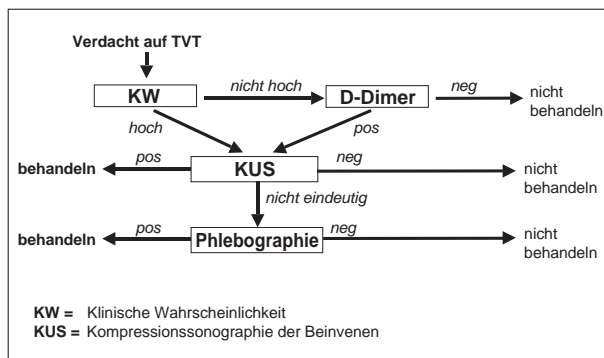 Verdacht auf TVT
KW
nicht hoch
D-Dimer
neg
nicht
behandeln
hoch
pos
behandeln
pos
KUS
neg
nicht
behandeln
nicht eindeutig
behandeln
pos
Phlebographie
neg
nicht
behandeln
KW = Klinische Wahrscheinlichkeit
KUS = Kompressionssonographie der Beinvenen